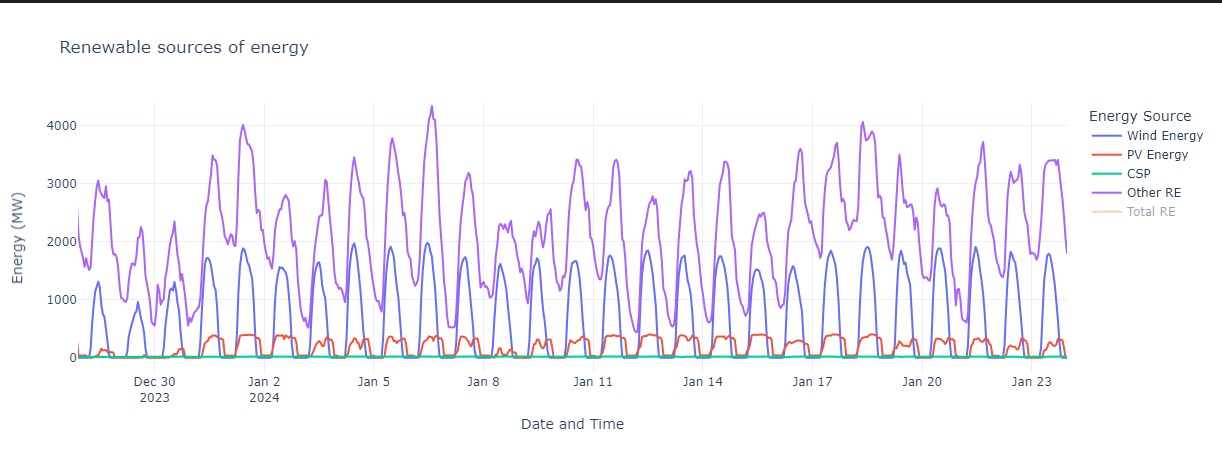 Renewable sources of energy
Energy Source
Wind Energy
PV Energy
CSP
Other RE
Total RE
Energy (MW)
4000
3000
2000
1000
0
Dec 30
2023
Jan 2
2024
Jan 5
Jan 8
Jan 11
Jan 14
Jan 17
Jan 20
Jan 23
Date and Time